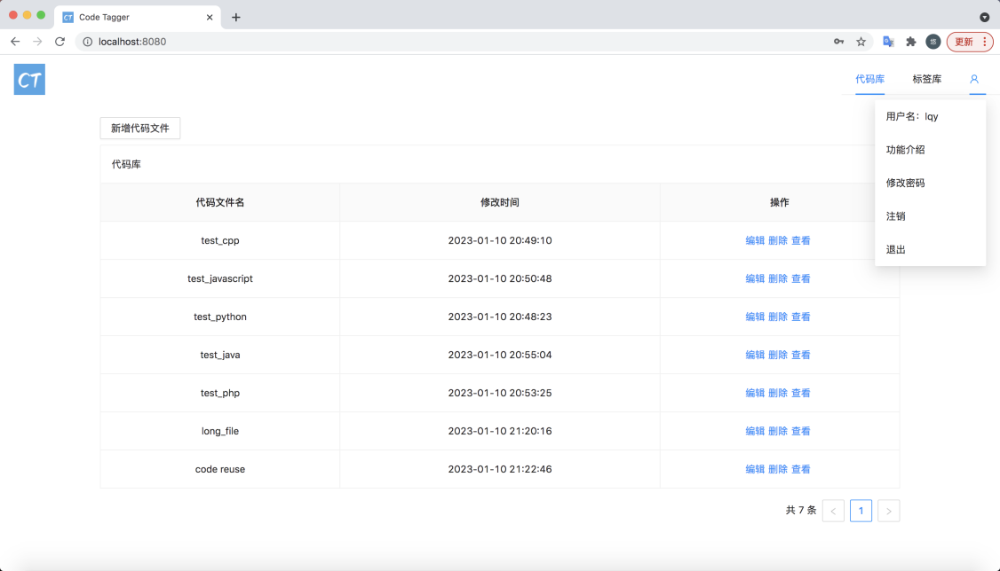 CT Code Tagger
localhost:8080
悠
更新
CT
代码库 标签库
用户名：lqy
功能介绍
修改密码
注销
退出
新增代码文件
代码库
代码文件名 修改时间 操作
test_cpp 2023-01-10 20:49:10 编辑 删除 查看
test_javascript 2023-01-10 20:50:48 编辑 删除 查看
test_python 2023-01-10 20:48:23 编辑 删除 查看
test_java 2023-01-10 20:55:04 编辑 删除 查看
test_php 2023-01-10 20:53:25 编辑 删除 查看
long_file 2023-01-10 21:20:16 编辑 删除 查看
code reuse 2023-01-10 21:22:46 编辑 删除 查看
共 7 条 < 1 >